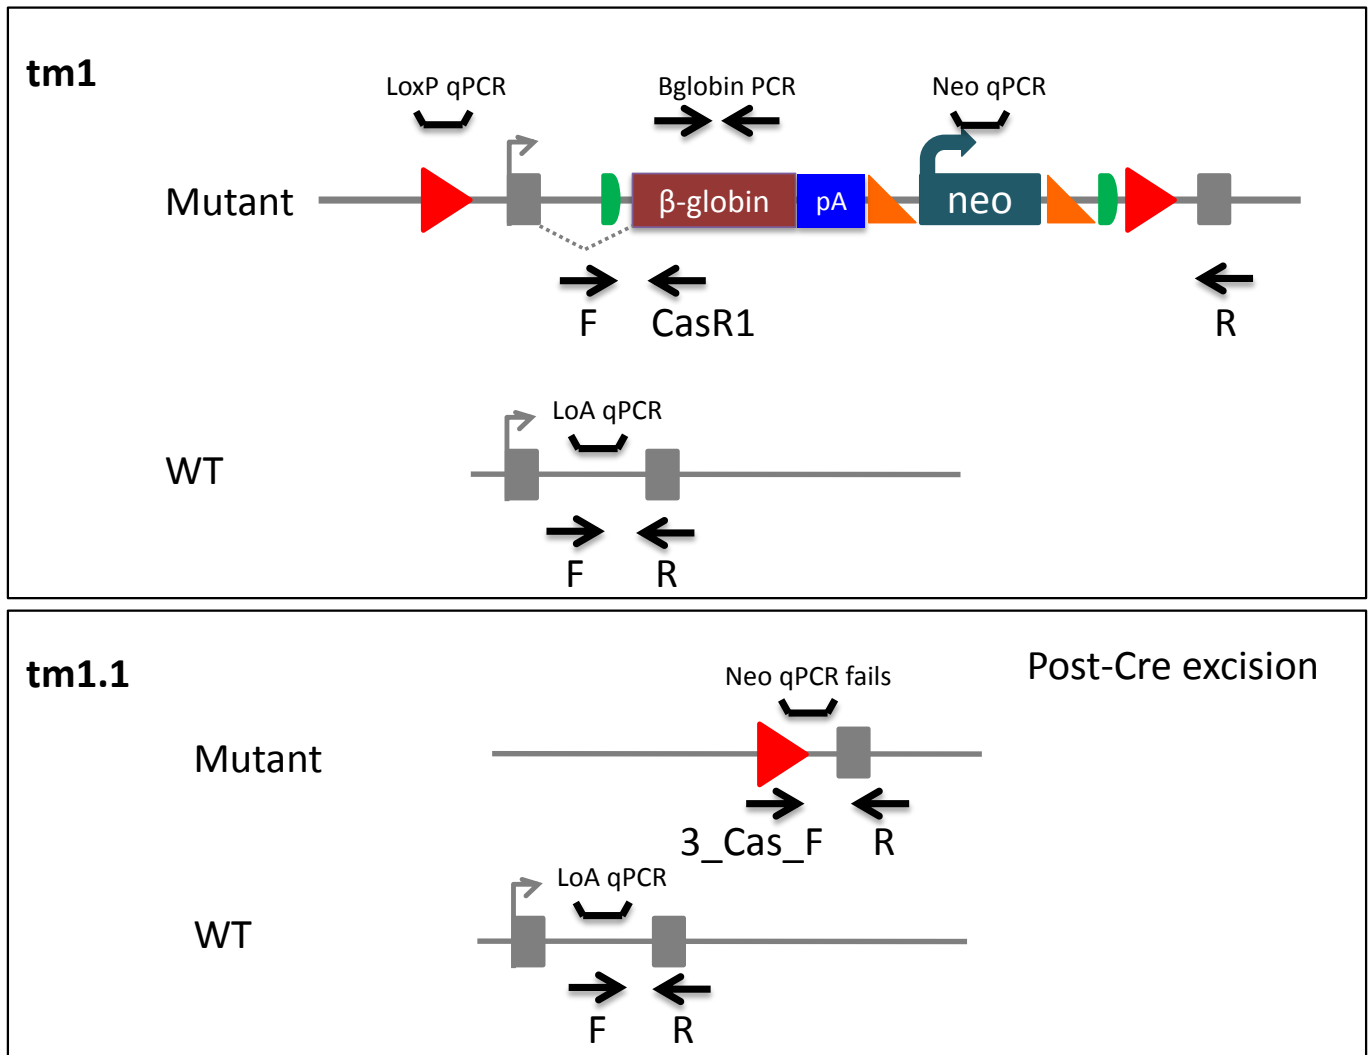 tm1
LoxP qPCR
Bglobin PCR
Neo qPCR
Mutant
β-globin
pA
neo
F
CasR1
R
LoA qPCR
WT
F
R
tm1.1
Post-Cre excision
Neo qPCR fails
Mutant
3_Cas_F
R
LoA qPCR
WT
F
R